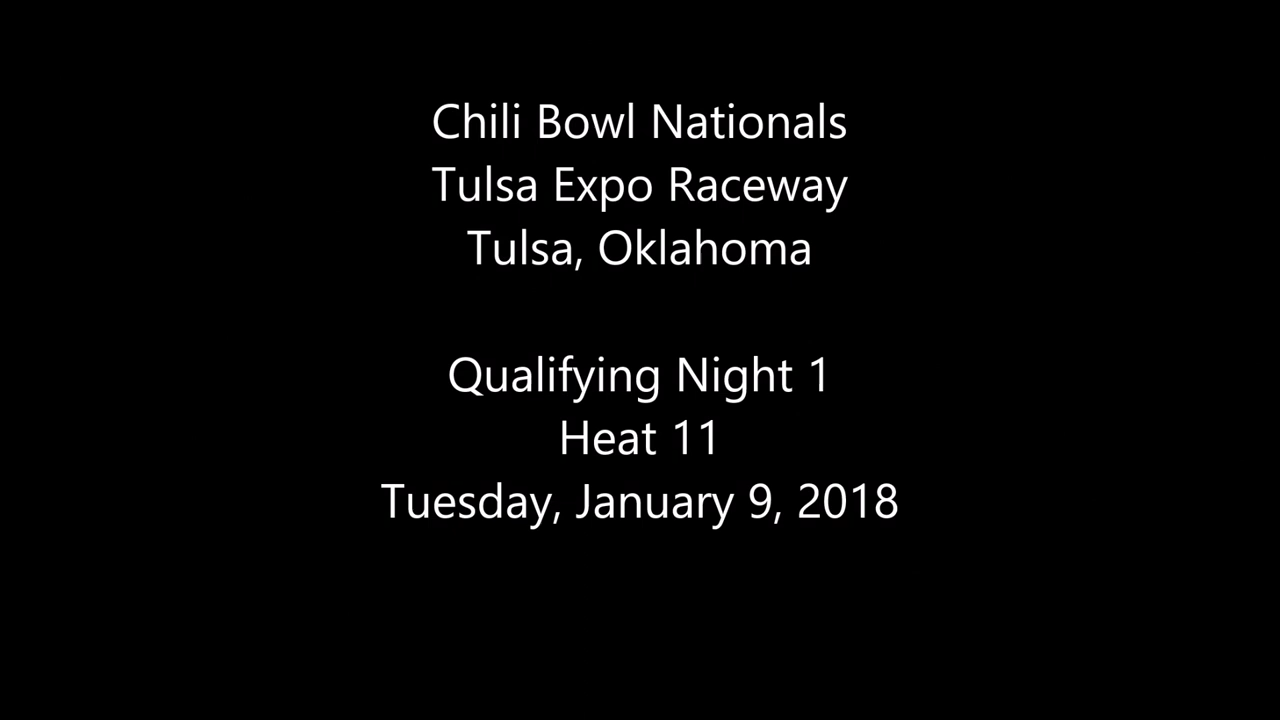 Chili Bowl Nationals
Tulsa Expo Raceway
Tulsa, Oklahoma
Qualifying Night 1
Heat 11
Tuesday, January 9, 2018